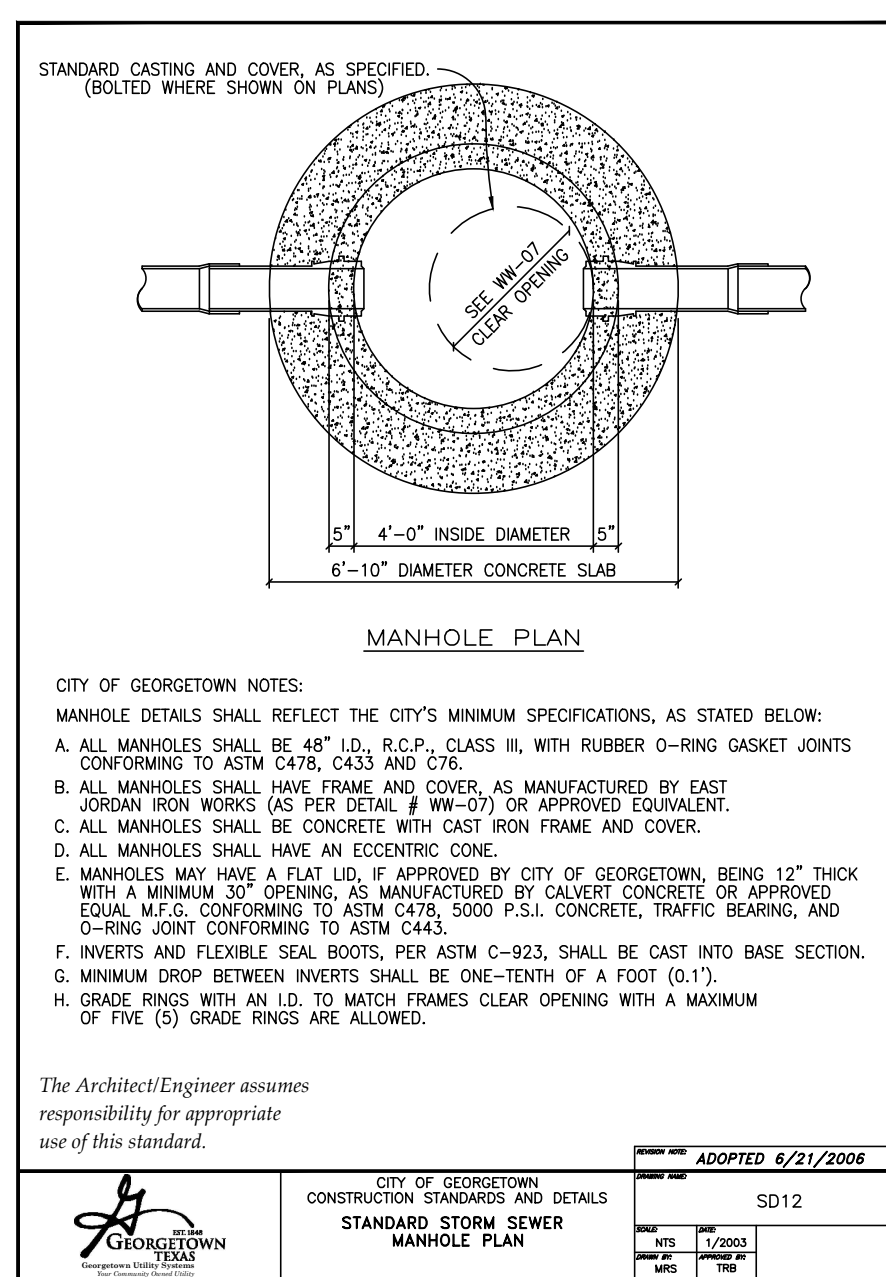 STANDARD CASTING AND COVER, AS SPECIFIED.
(BOLTED WHERE SHOWN ON PLANS)
SEE WW-07
CLEAR OPENING
5" 4'-0" INSIDE DIAMETER 5"
6'-10" DIAMETER CONCRETE SLAB
MANHOLE PLAN
CITY OF GEORGETOWN NOTES:
MANHOLE DETAILS SHALL REFLECT THE CITY'S MINIMUM SPECIFICATIONS, AS STATED BELOW:
A. ALL MANHOLES SHALL BE 48" I.D., R.C.P., CLASS III, WITH RUBBER O-RING GASKET JOINTS
CONFORMING TO ASTM C478, C433 AND C76.
B. ALL MANHOLES SHALL HAVE FRAME AND COVER, AS MANUFACTURED BY EAST
JORDAN IRON WORKS (AS PER DETAIL # WW-07) OR APPROVED EQUIVALENT.
C. ALL MANHOLES SHALL BE CONCRETE WITH CAST IRON FRAME AND COVER.
D. ALL MANHOLES SHALL HAVE AN ECCENTRIC CONE.
E. MANHOLES MAY HAVE A FLAT LID, IF APPROVED BY CITY OF GEORGETOWN, BEING 12" THICK
WITH A MINIMUM 30" OPENING, AS MANUFACTURED BY CALVERT CONCRETE OR APPROVED
EQUAL M.F.G. CONFORMING TO ASTM C478, 5000 P.S.I. CONCRETE, TRAFFIC BEARING, AND
O-RING JOINT CONFORMING TO ASTM C443.
F. INVERTS AND FLEXIBLE SEAL BOOTS, PER ASTM C-923, SHALL BE CAST INTO BASE SECTION.
G. MINIMUM DROP BETWEEN INVERTS SHALL BE ONE-TENTH OF A FOOT (0.1').
H. GRADE RINGS WITH AN I.D. TO MATCH FRAMES CLEAR OPENING WITH A MAXIMUM
OF FIVE (5) GRADE RINGS ARE ALLOWED.
The Architect/Engineer assumes
responsibility for appropriate
use of this standard.
REVISION NOTE: ADOPTED 6/21/2006
EST. 1848
GEORGETOWN
TEXAS
Georgetown Utility Systems
Your Community Owned Utility
CITY OF GEORGETOWN
CONSTRUCTION STANDARDS AND DETAILS
STANDARD STORM SEWER
MANHOLE PLAN
DRAWING NAME:
SD12
SCALE: DATE:
NTS 1/2003
DRAWN BY: APPROVED BY:
MRS TRB